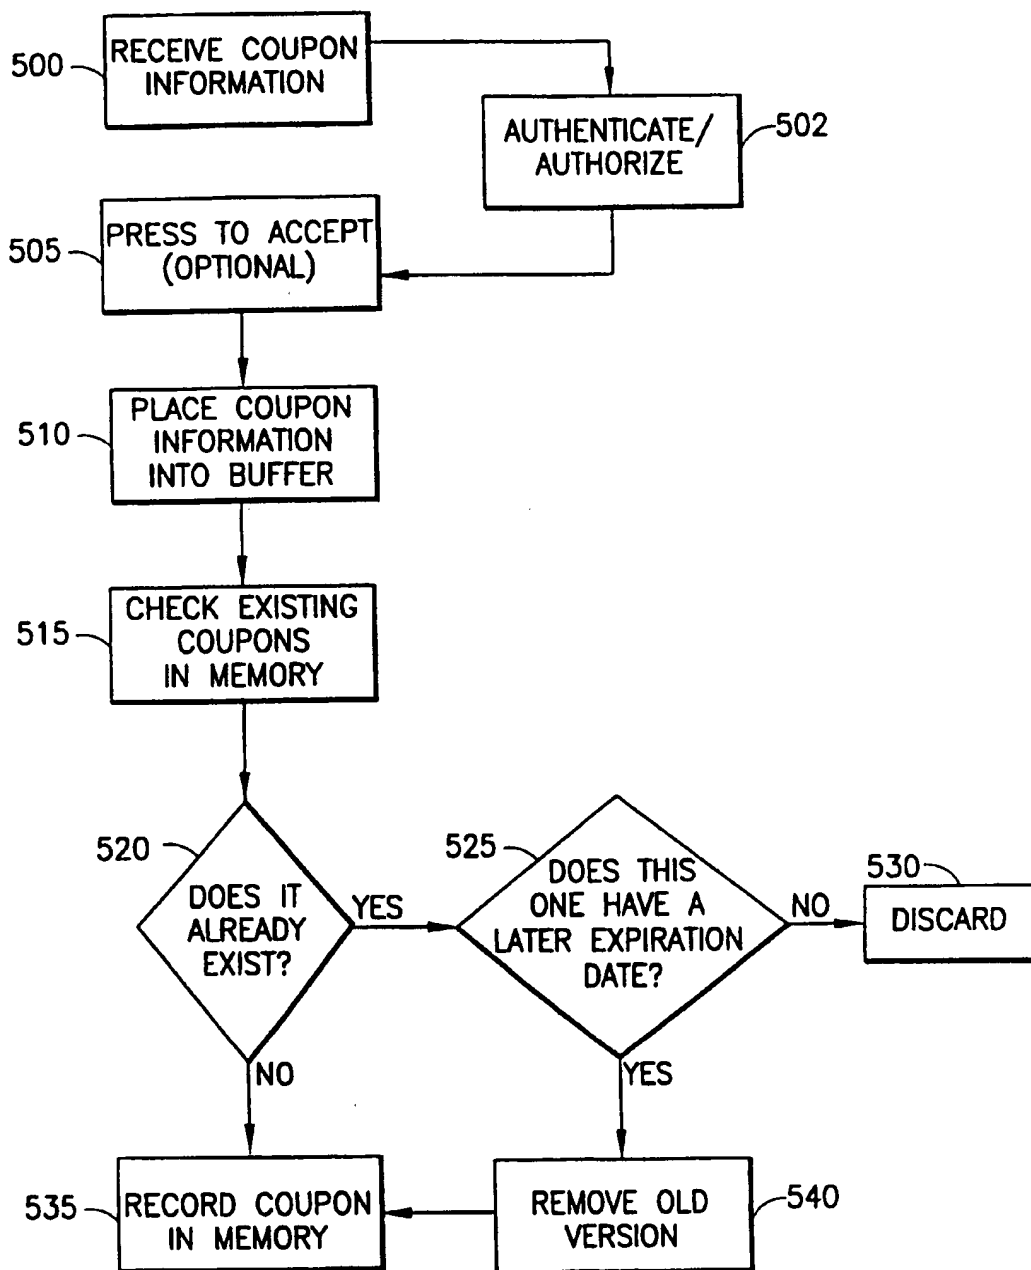 500
RECEIVE COUPON
INFORMATION
AUTHENTICATE/
AUTHORIZE
502
505
PRESS TO ACCEPT
(OPTIONAL)
510
PLACE COUPON
INFORMATION
INTO BUFFER
515
CHECK EXISTING
COUPONS
IN MEMORY
520
DOES IT
ALREADY
EXIST?
YES
NO
525
DOES THIS
ONE HAVE A
LATER EXPIRATION
DATE?
NO
YES
530
DISCARD
535
RECORD COUPON
IN MEMORY
REMOVE OLD
VERSION
540